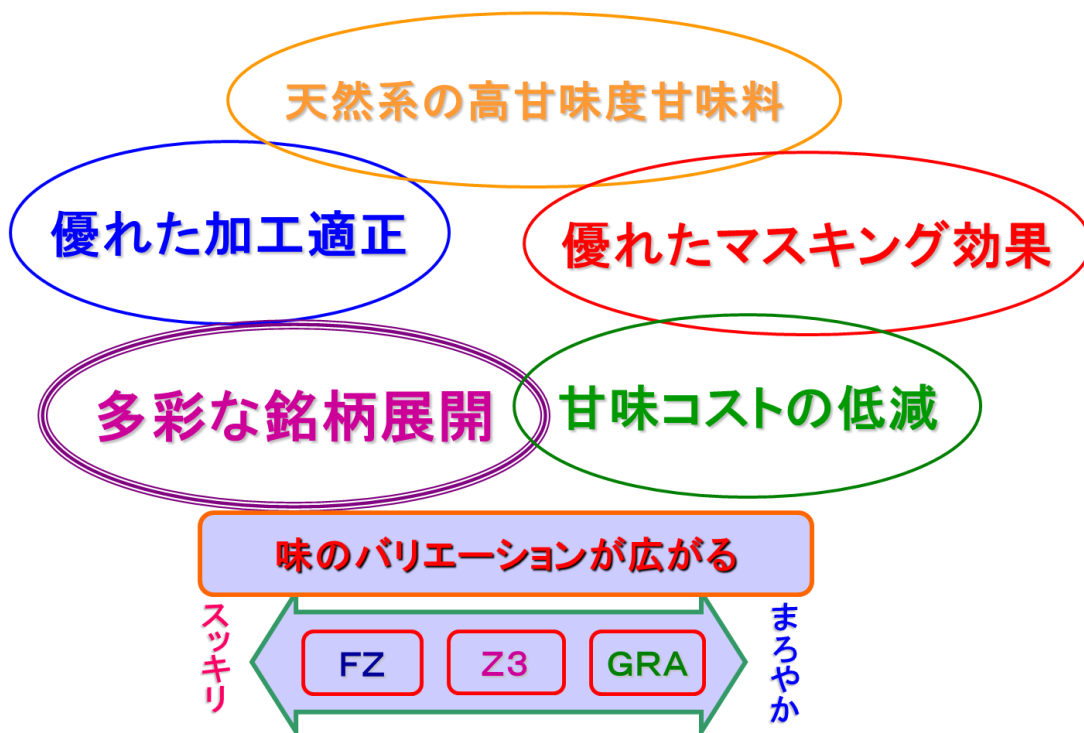 天然系の高甘味度甘味料
優れた加工適正
優れたマスキング効果
多彩な銘柄展開
甘味コストの低減
味のバリエーションが広がる
スッキリ
FZ
Z3
GRA
まろやか